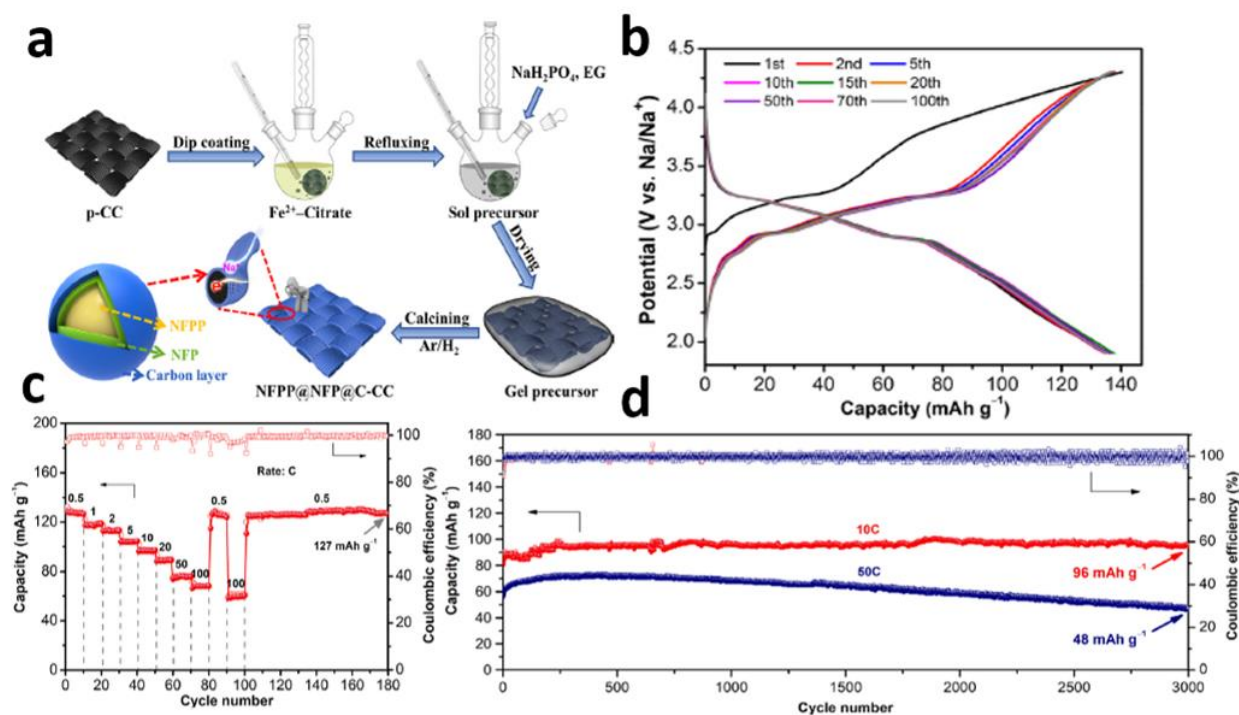 a
NaH₂PO₄, EG
Dip coating
Refluxing
p-CC
Fe²⁺–Citrate
Sol precursor
Drying
Na⁺
e⁻
NFPP
NFP
Carbon layer
Calcining
Ar/H₂
NFPP@NFP@C-CC
Gel precursor
b
4.5
4.0
3.5
3.0
2.5
2.0
Potential (V vs. Na/Na⁺)
1st 2nd 5th
10th 15th 20th
50th 70th 100th
0 20 40 60 80 100 120 140
Capacity (mAh g⁻¹)
c
200
160
120
80
40
0
Capacity (mAh g⁻¹)
Rate: C
0.5
1
2
5
10
20
50
100
0.5
100
0.5
127 mAh g⁻¹
100
80
60
40
20
0
Coulombic efficiency (%)
0 20 40 60 80 100 120 140 160 180
Cycle number
d
180
160
140
120
100
80
60
40
20
0
Capacity (mAh g⁻¹)
10C
50C
96 mAh g⁻¹
48 mAh g⁻¹
100
80
60
40
20
0
Coulombic efficiency (%)
0 500 1000 1500 2000 2500 3000
Cycle number